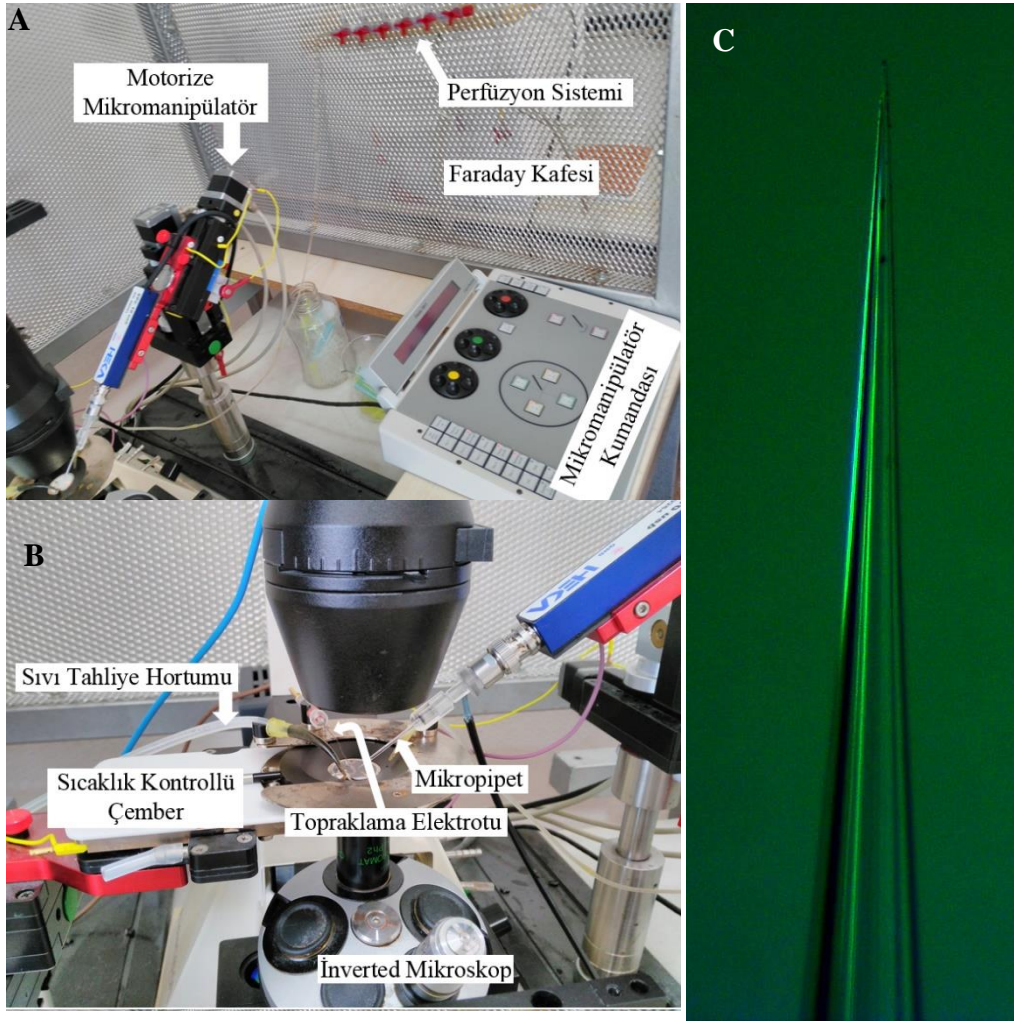 A
Motorize
Mikromanipülatör
Perfüzyon Sistemi
Faraday Kafesi
Mikromanipülatör
Kumandası
HEKA
B
HEKA
Sıvı Tahliye Hortumu
Sıcaklık Kontrollü
Çember
Mikropipet
Topraklama Elektrotu
Ph2
İnverted Mikroskop
C